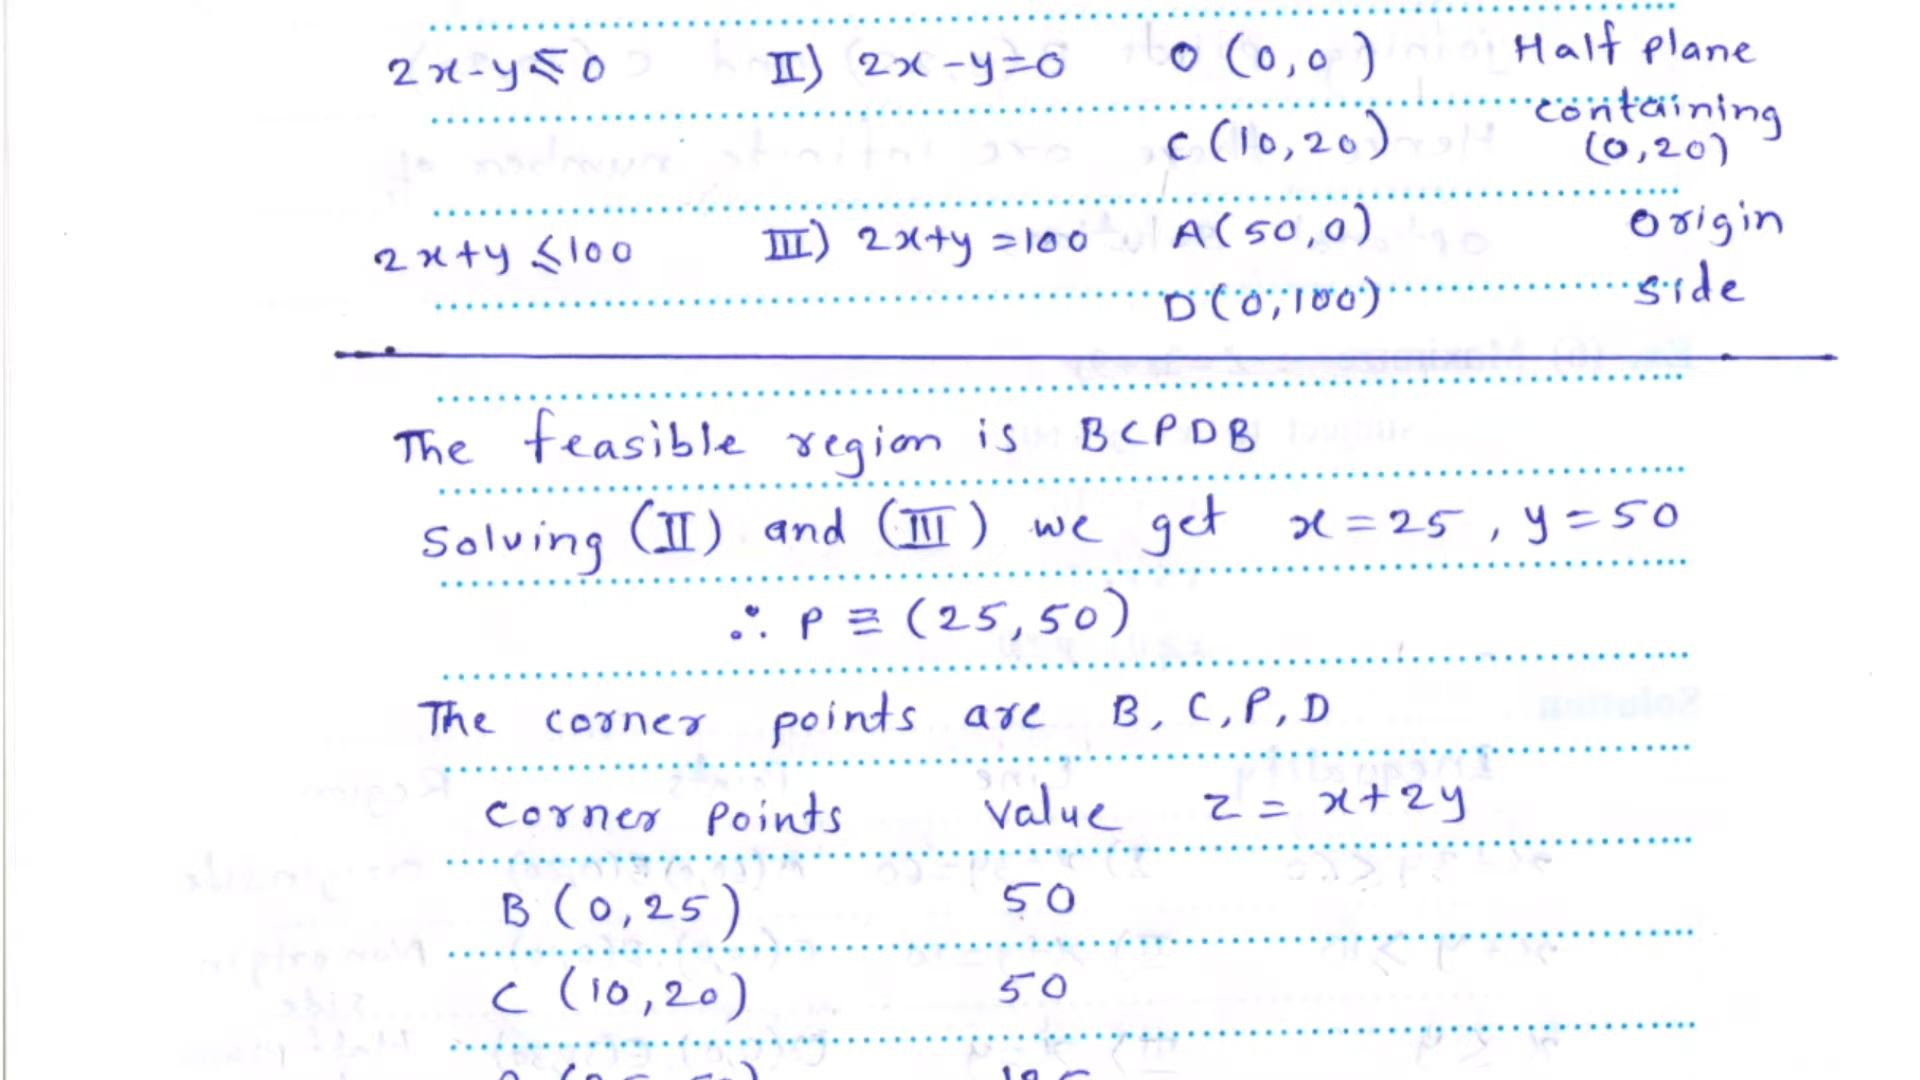 2x-y≤0 II) 2x-y=0 O (0,0) Half plane
C (10,20) containing
(0,20)
2x+y ≤100 III) 2x+y =100 A(50,0) origin
D(0,100) side
The feasible region is BCPDB
Solving (II) and (III) we get x=25, y=50
∴ P ≡ (25,50)
The corner points are B, C, P, D
Corner Points Value z = x+2y
B (0,25) 50
C (10,20) 50